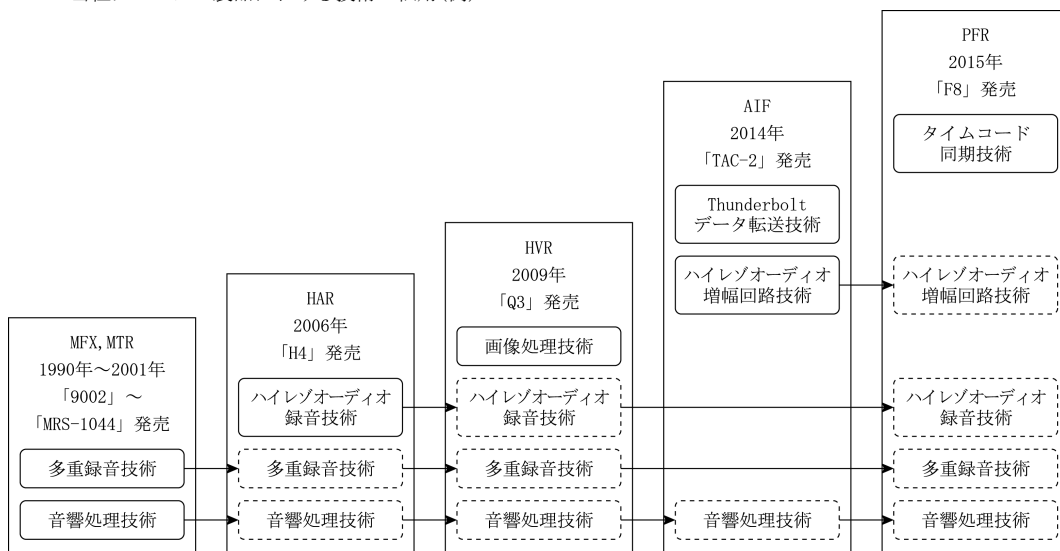 MFX,MTR
1990年～2001年
「9002」～
「MRS-1044」発売
多重録音技術
音響処理技術
HAR
2006年
「H4」発売
ハイレゾオーディオ
録音技術
多重録音技術
音響処理技術
HVR
2009年
「Q3」発売
画像処理技術
ハイレゾオーディオ
録音技術
多重録音技術
音響処理技術
AIF
2014年
「TAC-2」発売
Thunderbolt
データ転送技術
ハイレゾオーディオ
増幅回路技術
音響処理技術
PFR
2015年
「F8」発売
タイムコード
同期技術
ハイレゾオーディオ
増幅回路技術
ハイレゾオーディオ
録音技術
多重録音技術
音響処理技術